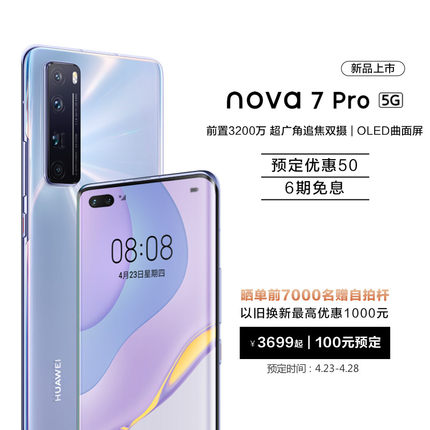 新品上市
nova 7 Pro 5G
前置3200万 超广角追焦双摄 | OLED曲面屏
预定优惠50
6期免息
08:08
4月23日星期四
HUAWEI
晒单前7000名赠自拍杆
以旧换新最高优惠1000元
¥3699起 | 100元预定
预定时间：4.23-4.28